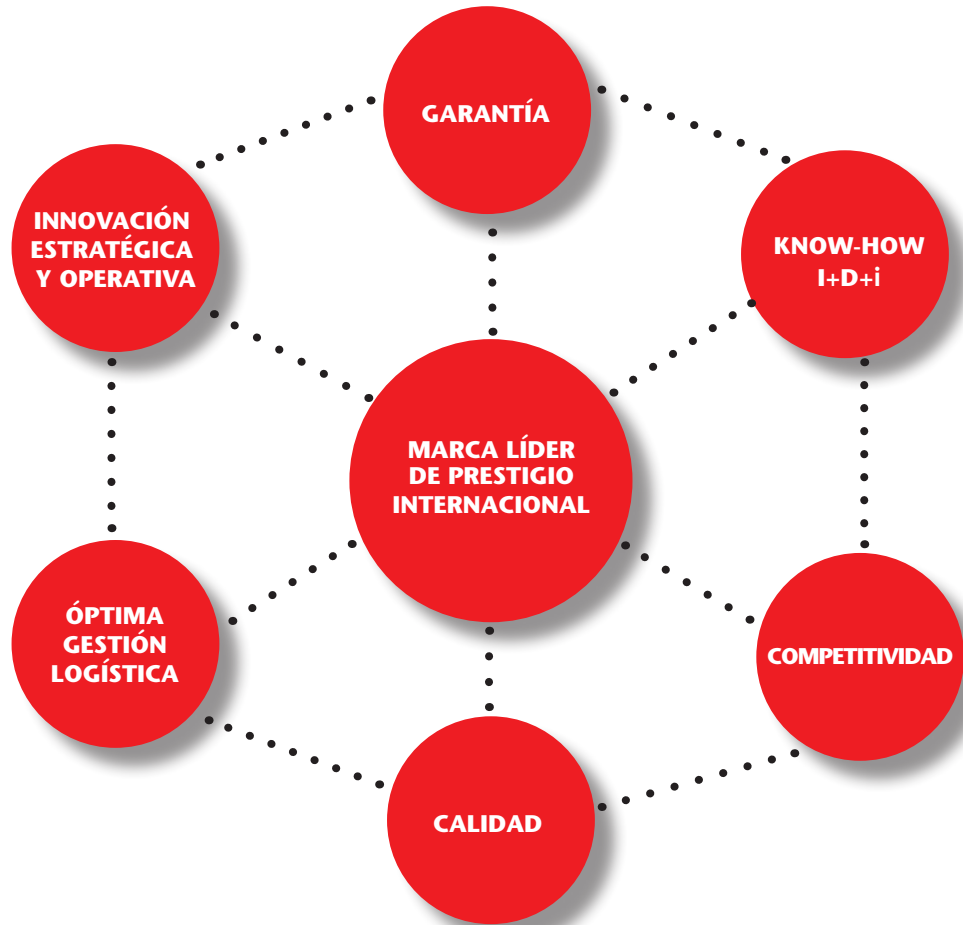 GARANTÍA
INNOVACIÓN
ESTRATÉGICA
Y OPERATIVA
KNOW-HOW
I+D+i
MARCA LÍDER
DE PRESTIGIO
INTERNACIONAL
ÓPTIMA
GESTIÓN
LOGÍSTICA
COMPETITIVIDAD
CALIDAD